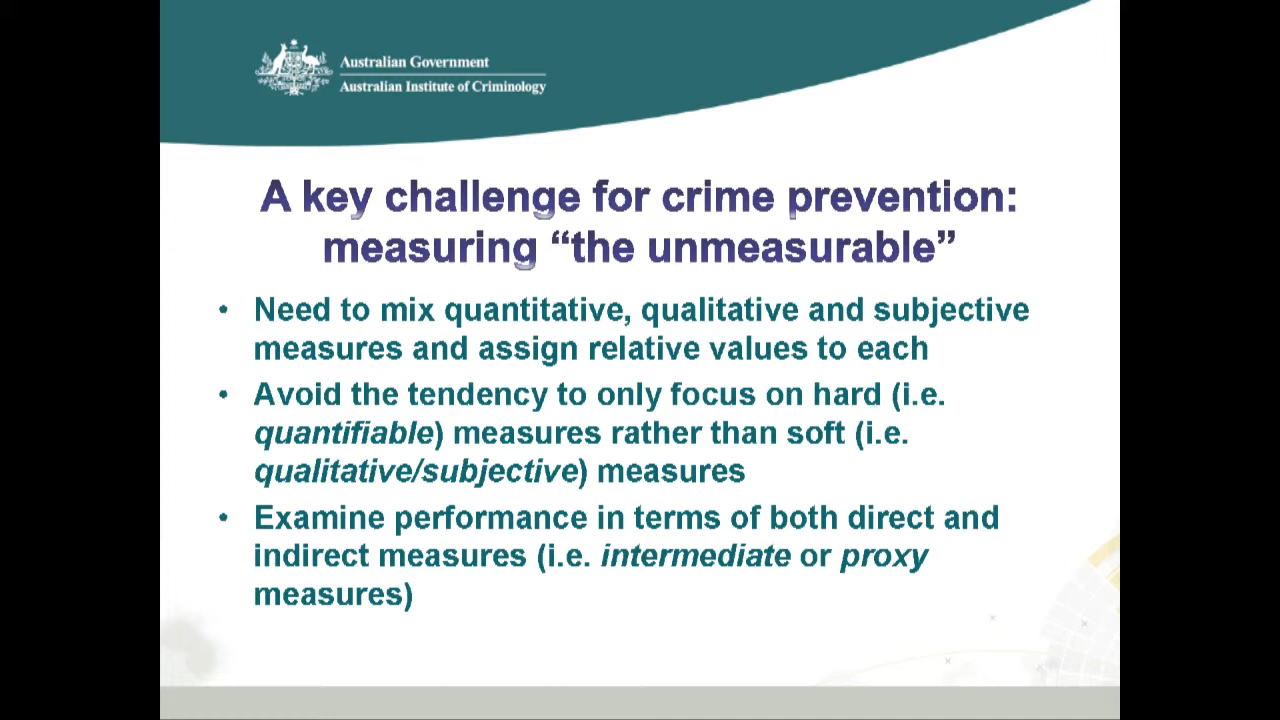 Australian Government
Australian Institute of Criminology
A key challenge for crime prevention:
measuring “the unmeasurable”
• Need to mix quantitative, qualitative and subjective
measures and assign relative values to each
• Avoid the tendency to only focus on hard (i.e.
quantifiable) measures rather than soft (i.e.
qualitative/subjective) measures
• Examine performance in terms of both direct and
indirect measures (i.e. intermediate or proxy
measures)